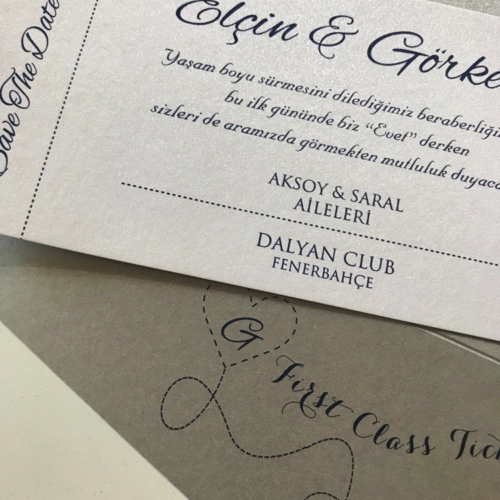 Save The Date
Elçin & Görke
Yaşam boyu sürmesini dilediğimiz beraberliğin
bu ilk gününde biz "Evet" derken
sizleri de aramızda görmekten mutluluk duyaca
AKSOY & SARAL
AİLELERİ
DALYAN CLUB
FENERBAHÇE
G
First Class Tick